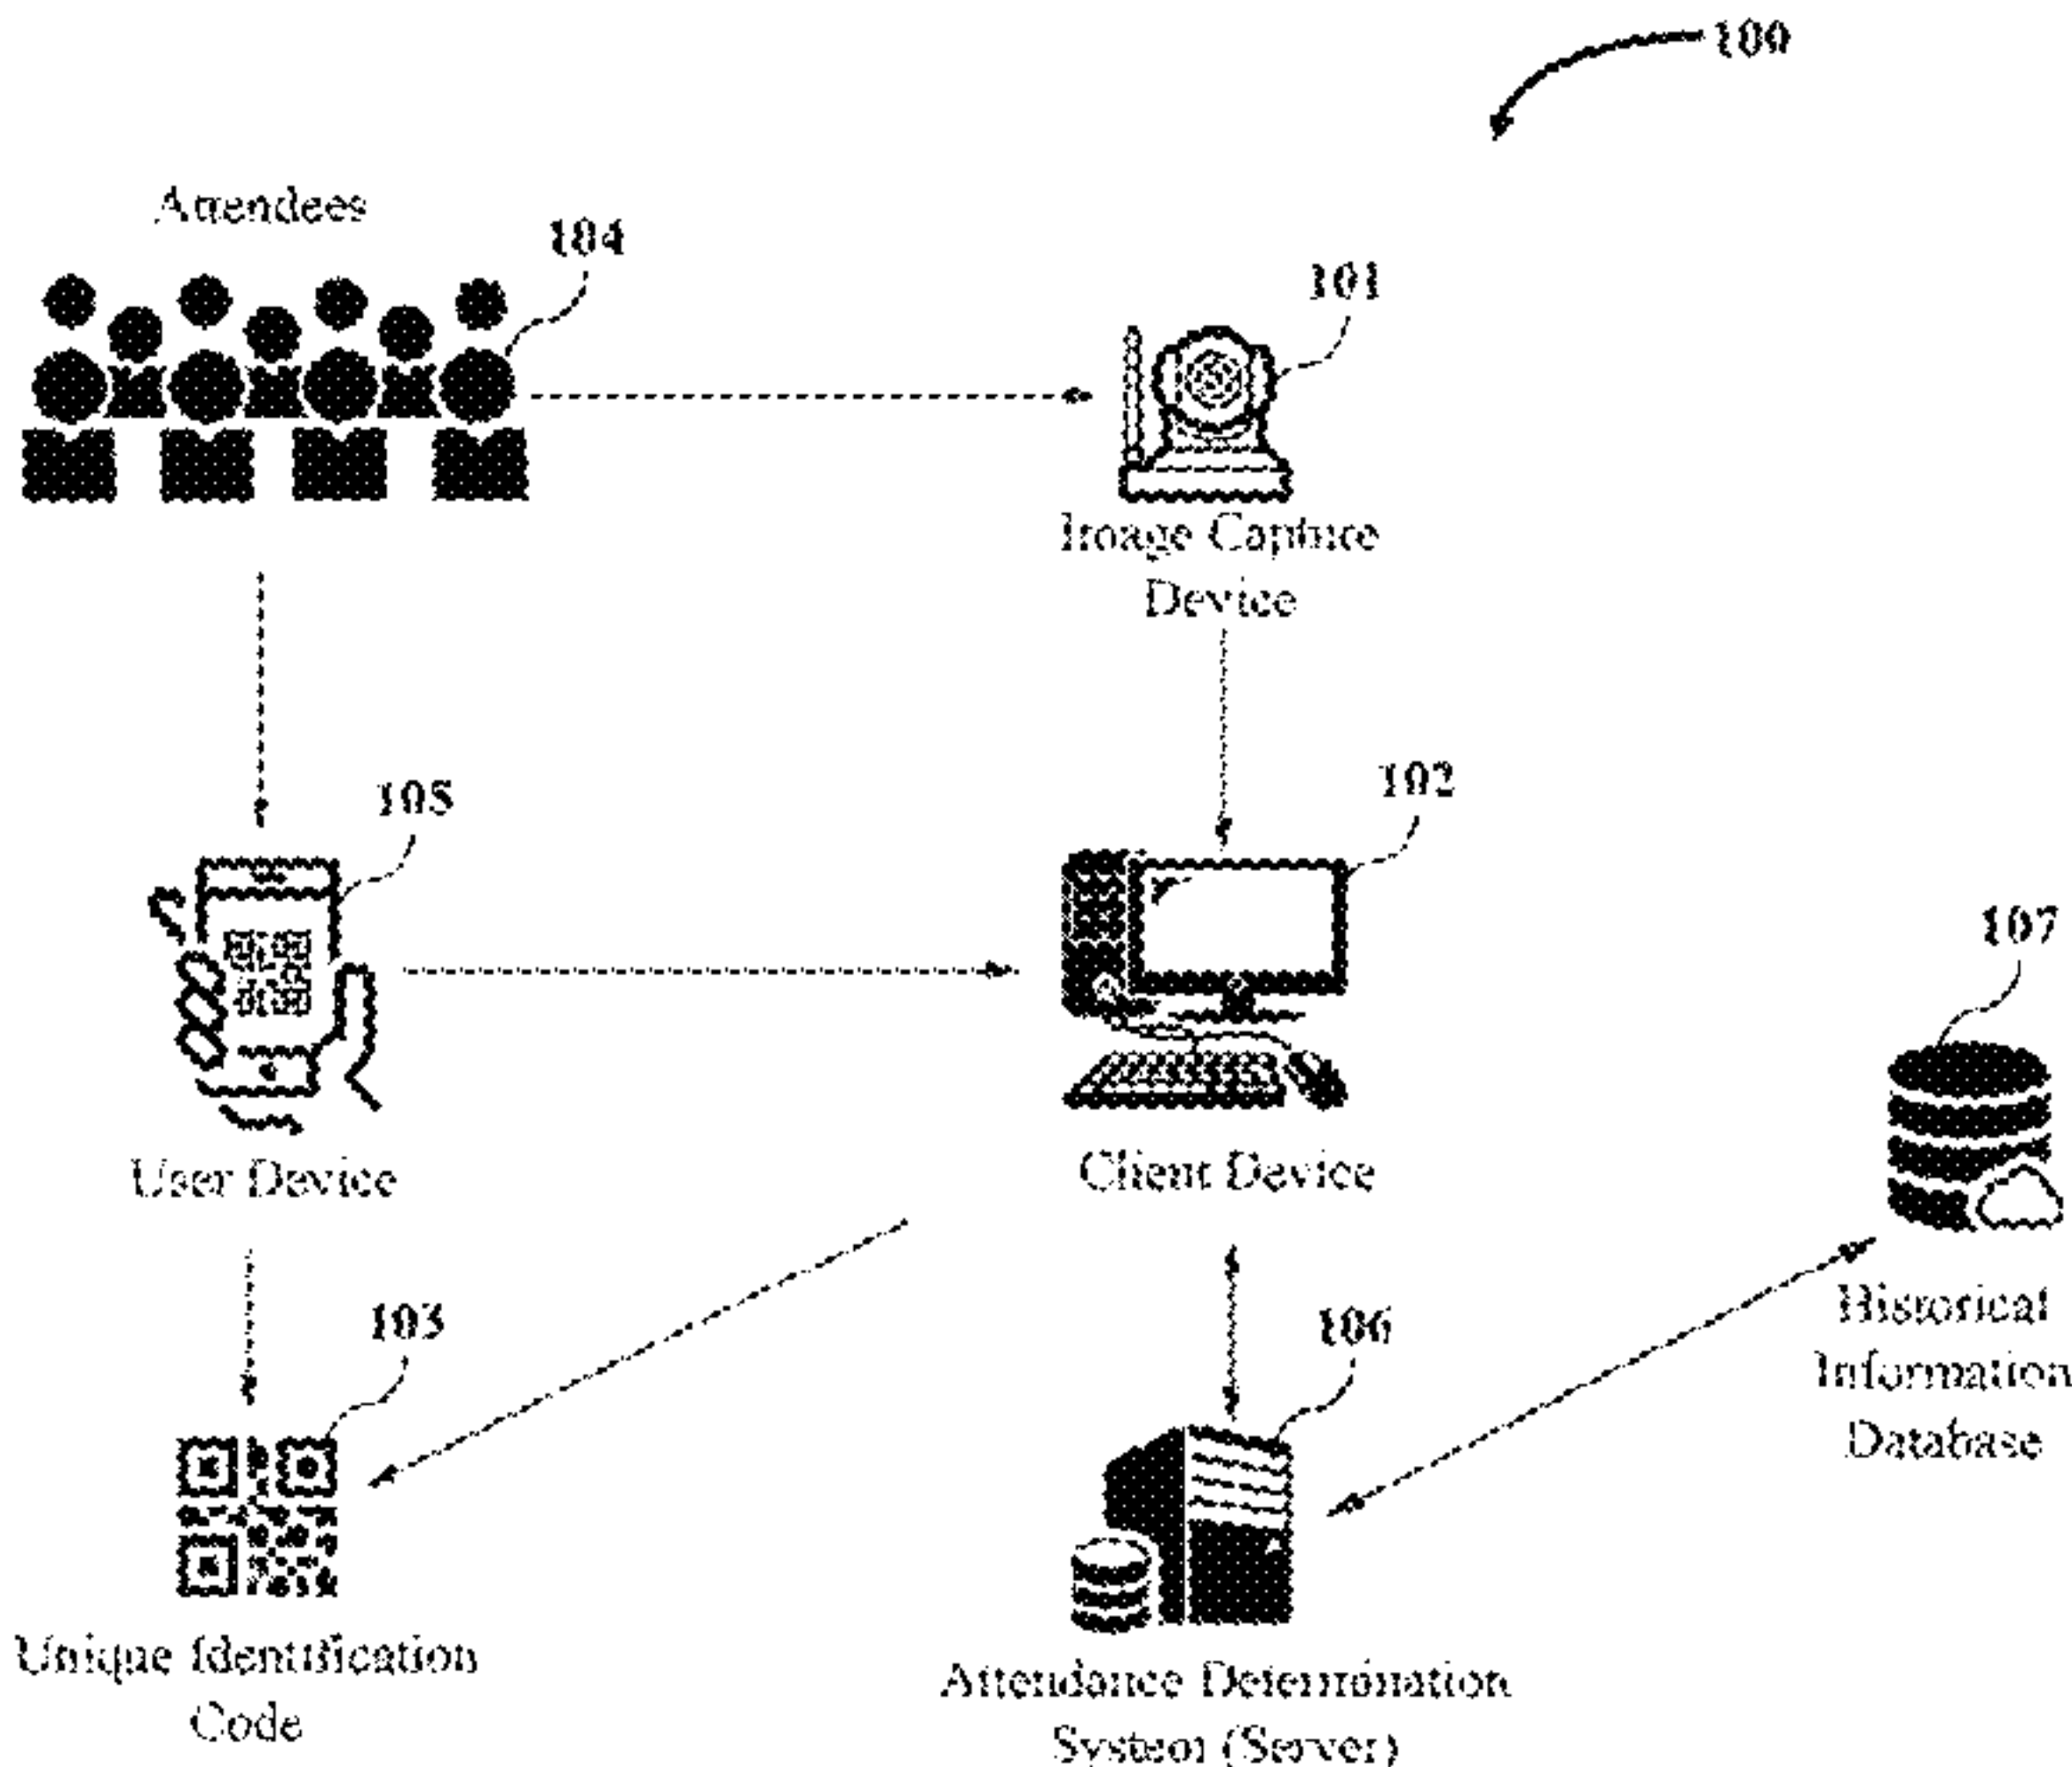 100
Attendees
104
101
Image Capture
Device
105
102
107
User Device
Client Device
103
106
Historical
Information
Database
Unique Identification
Code
Attendance Determination
System (Server)